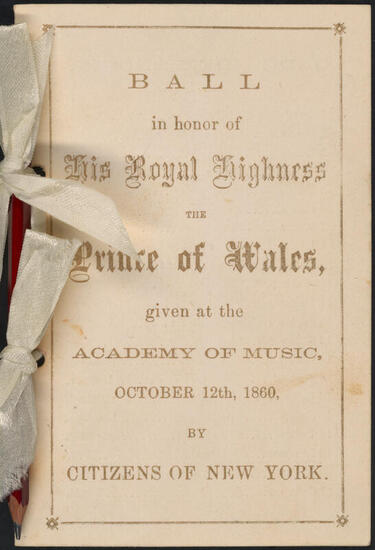 BALL
in honor of
His Royal Highness
THE
Prince of Wales,
given at the
ACADEMY OF MUSIC,
OCTOBER 12th, 1860,
BY
CITIZENS OF NEW YORK.